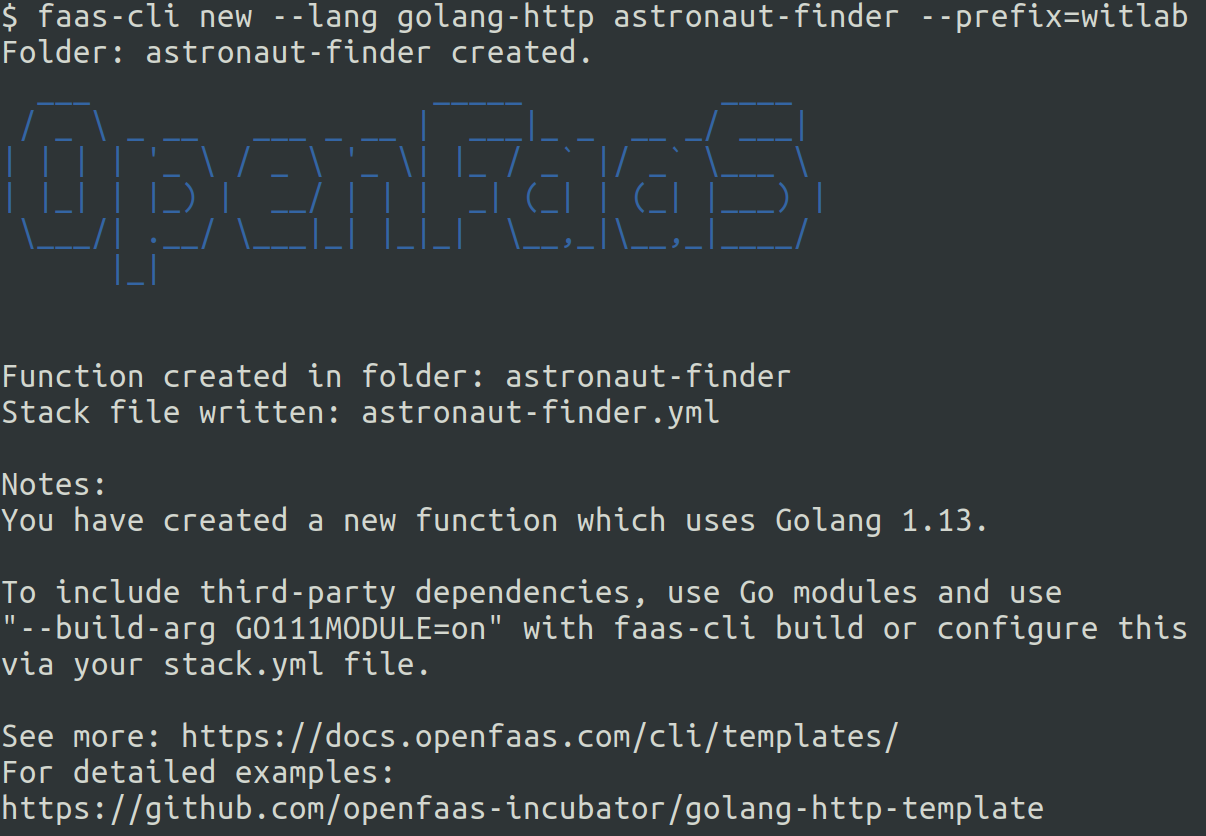 $ faas-cli new --lang golang-http astronaut-finder --prefix=witlab
Folder: astronaut-finder created.
OpenFaaS
Function created in folder: astronaut-finder
Stack file written: astronaut-finder.yml
Notes:
You have created a new function which uses Golang 1.13.
To include third-party dependencies, use Go modules and use
"--build-arg GO111MODULE=on" with faas-cli build or configure this
via your stack.yml file.
See more: https://docs.openfaas.com/cli/templates/
For detailed examples:
https://github.com/openfaas-incubator/golang-http-template